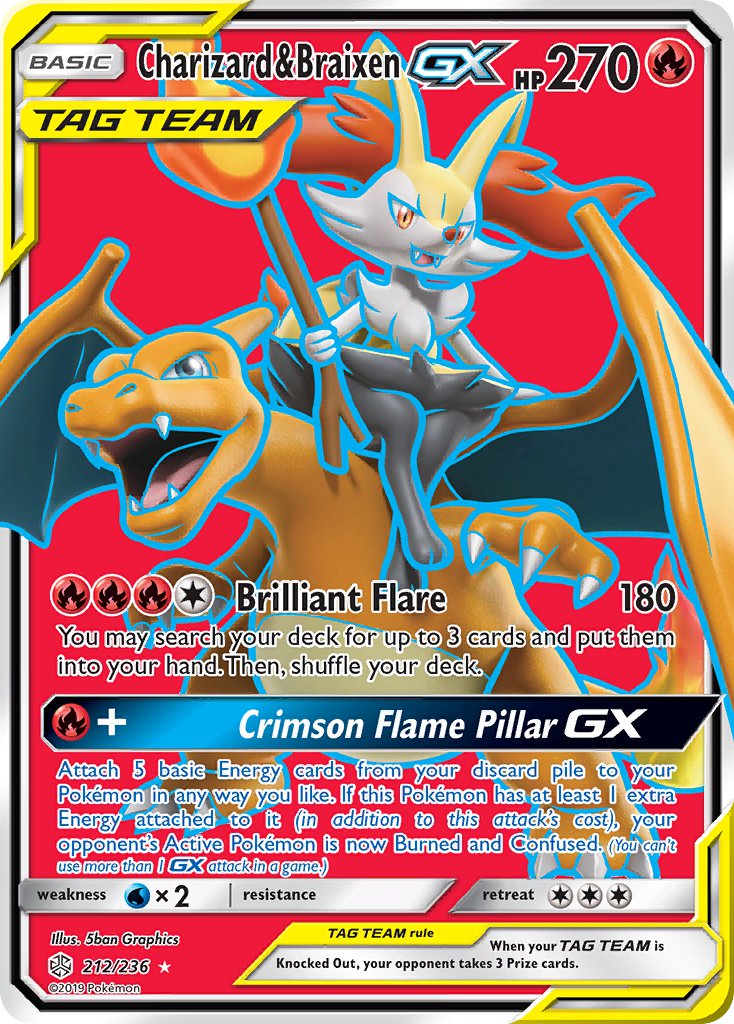 BASIC Charizard&Braixen GX HP270
TAG TEAM
Brilliant Flare 180
You may search your deck for up to 3 cards and put them
into your hand. Then, shuffle your deck.
+ Crimson Flame Pillar GX
Attach 5 basic Energy cards from your discard pile to your
Pokémon in any way you like. If this Pokémon has at least 1 extra
Energy attached to it (in addition to this attack's cost), your
opponent's Active Pokémon is now Burned and Confused. (You can't
use more than 1 GX attack in a game.)
weakness ×2 resistance retreat
Illus. 5ban Graphics
212/236
©2019 Pokémon
TAG TEAM rule
When your TAG TEAM is
Knocked Out, your opponent takes 3 Prize cards.